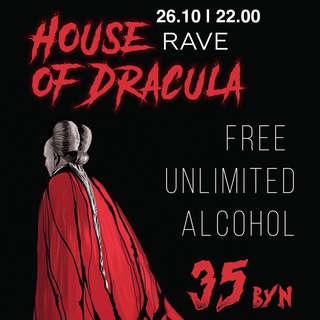 26.10 | 22.00
HOUSE RAVE
OF DRACULA
FREE
UNLIMITED
ALCOHOL
35 BYN